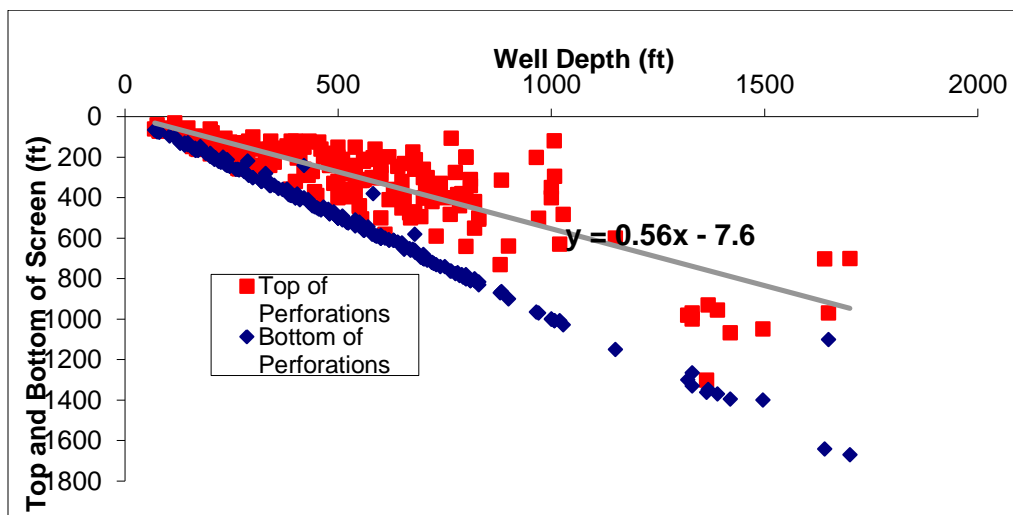 Well Depth (ft)
0 500 1000 1500 2000
Top and Bottom of Screen (ft)
0
200
400
600
800
1000
1200
1400
1600
1800
y = 0.56x - 7.6
Top of
Perforations
Bottom of
Perforations